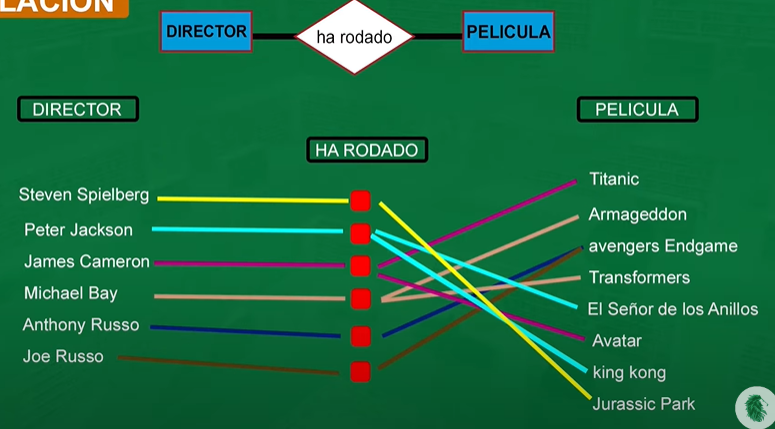 DIRECTOR
ha rodado
PELICULA
DIRECTOR
PELICULA
HA RODADO
Steven Spielberg
Peter Jackson
James Cameron
Michael Bay
Anthony Russo
Joe Russo
Titanic
Armageddon
avengers Endgame
Transformers
El Señor de los Anillos
Avatar
king kong
Jurassic Park